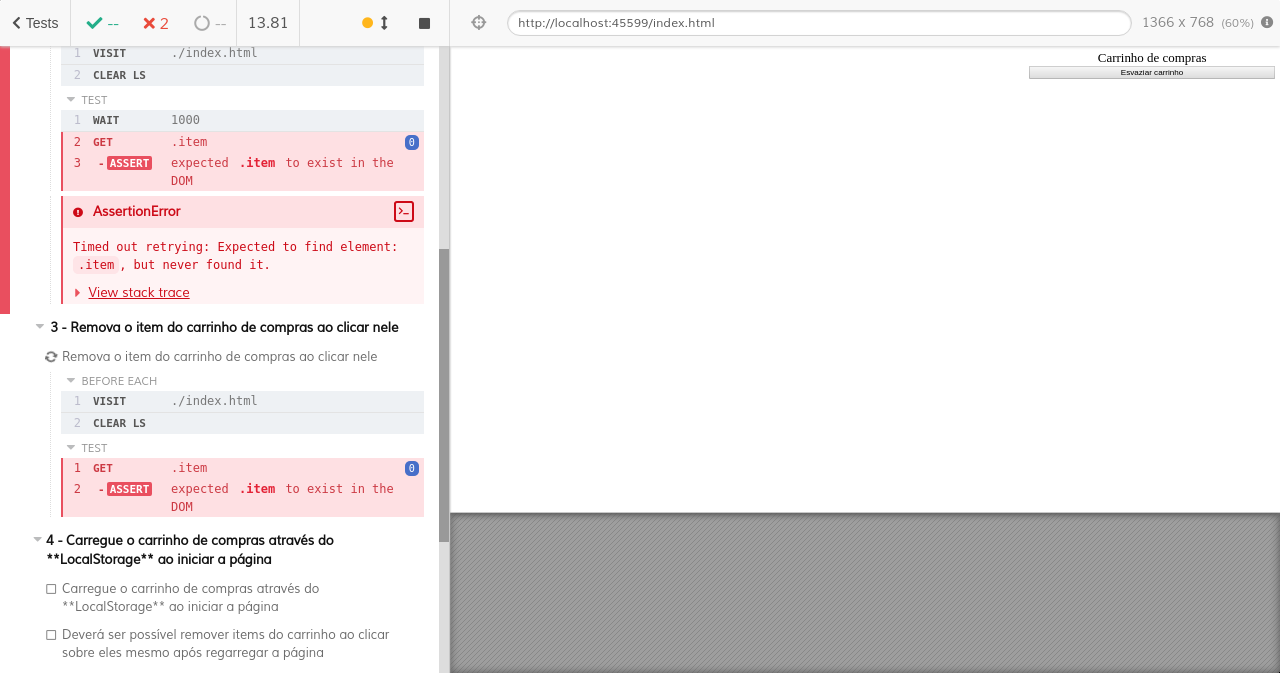 Tests
--
2
--
13.81
http://localhost:45599/index.html
1366 x 768 (60%)
1 VISIT ./index.html
2 CLEAR LS
TEST
1 WAIT 1000
2 GET .item 0
3 -ASSERT expected .item to exist in the
DOM
AssertionError
Timed out retrying: Expected to find element:
.item, but never found it.
View stack trace
3 - Remova o item do carrinho de compras ao clicar nele
Remova o item do carrinho de compras ao clicar nele
BEFORE EACH
1 VISIT ./index.html
2 CLEAR LS
TEST
1 GET .item 0
2 -ASSERT expected .item to exist in the
DOM
4 - Carregue o carrinho de compras através do
**LocalStorage** ao iniciar a página
Carregue o carrinho de compras através do
**LocalStorage** ao iniciar a página
Deverá ser possível remover items do carrinho ao clicar
sobre eles mesmo após regarregar a página
Carrinho de compras
Esvaziar carrinho